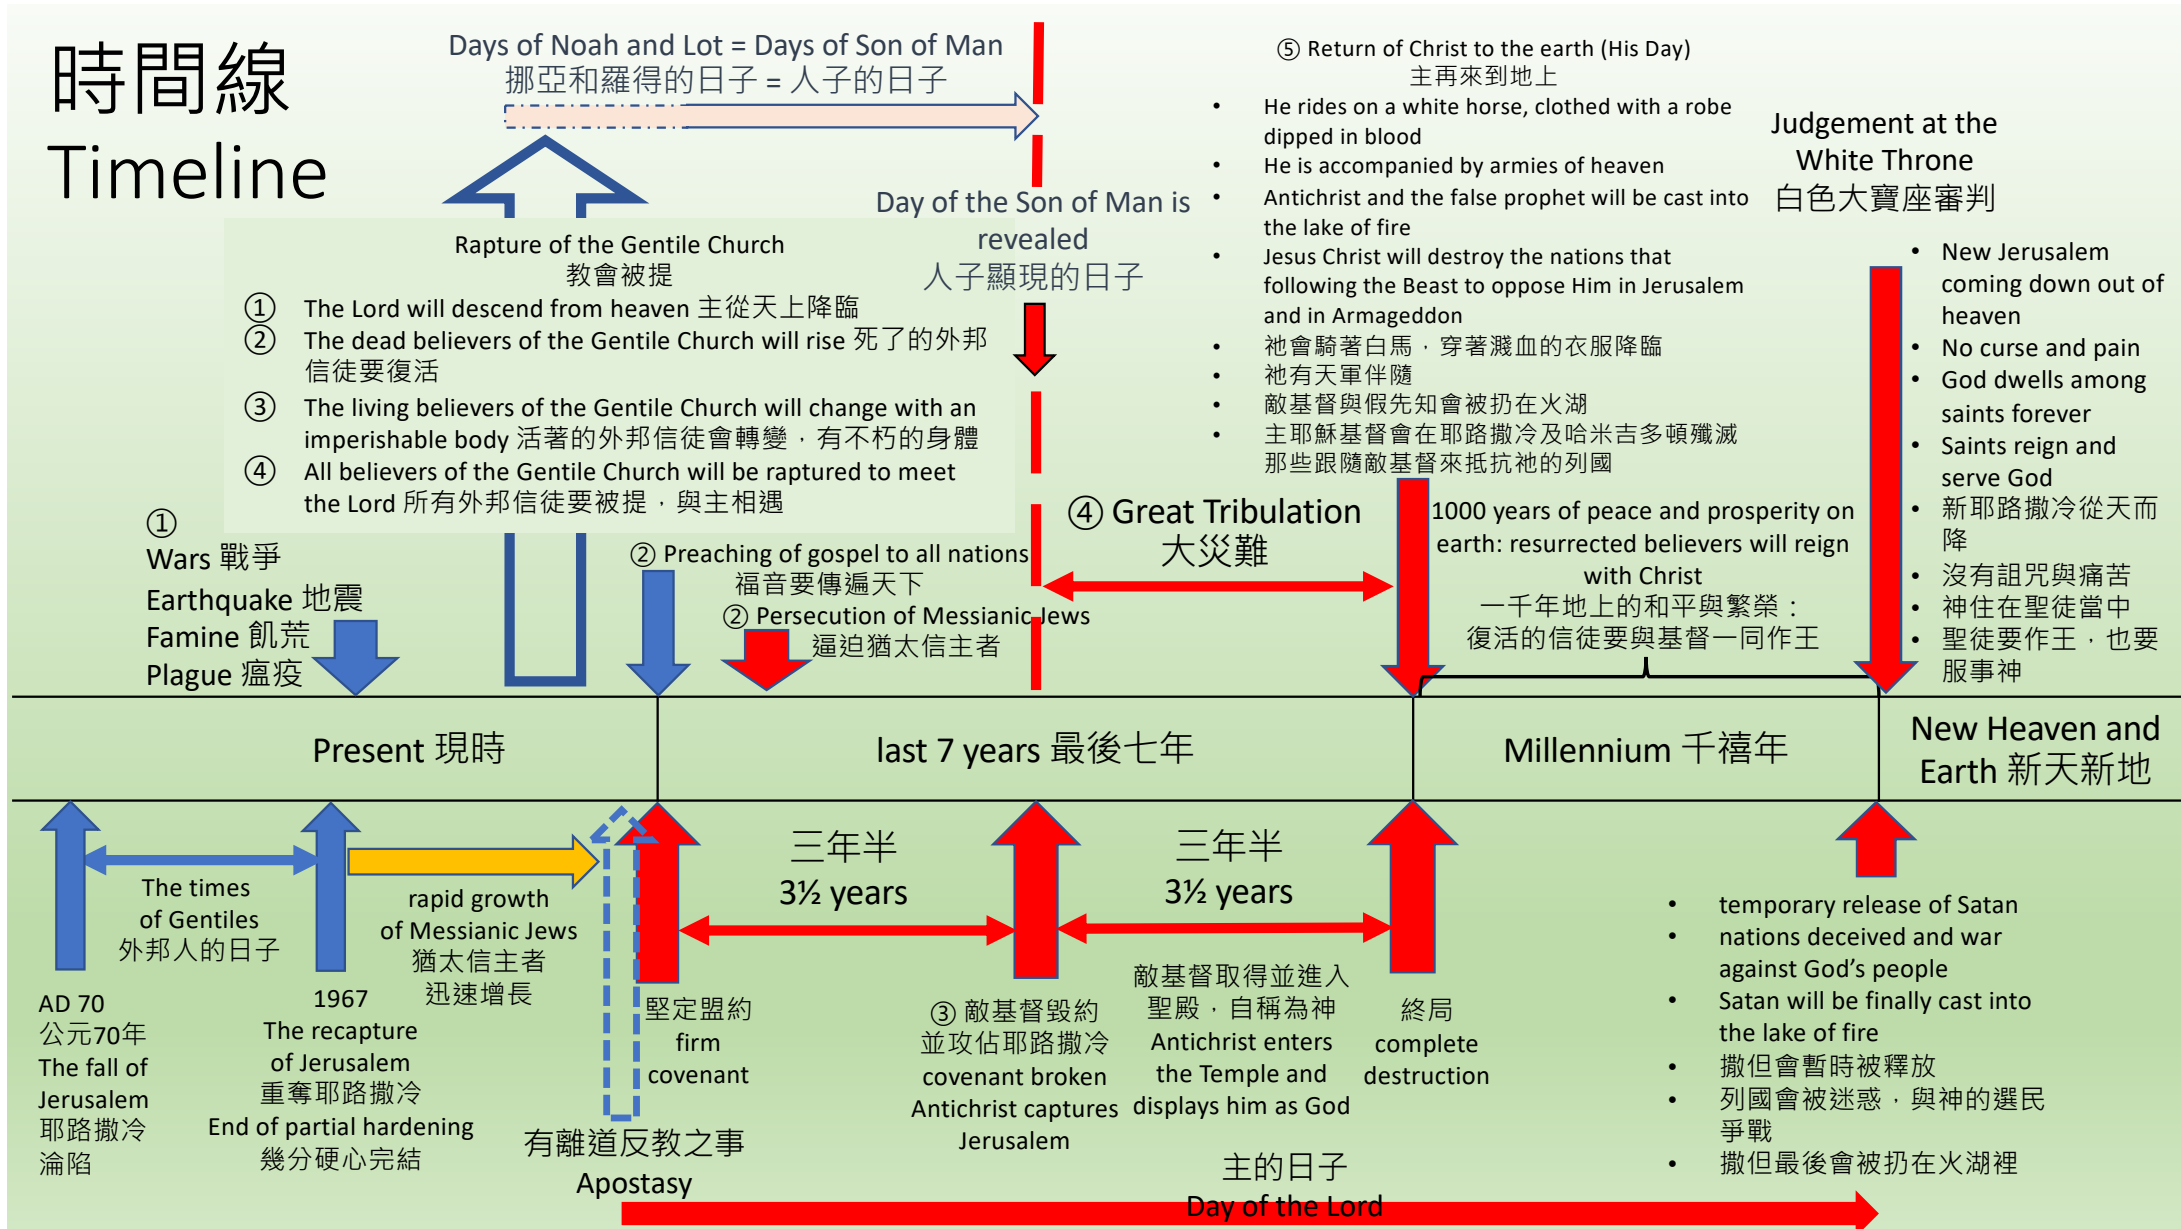 時間線
Timeline
Days of Noah and Lot = Days of Son of Man
挪亞和羅得的日子 = 人子的日子
Day of the Son of Man is
revealed
人子顯現的日子
⑤ Return of Christ to the earth (His Day)
主再來到地上
• He rides on a white horse, clothed with a robe
dipped in blood
• He is accompanied by armies of heaven
• Antichrist and the false prophet will be cast into
the lake of fire
• Jesus Christ will destroy the nations that
following the Beast to oppose Him in Jerusalem
and in Armageddon
• 祂會騎著白馬，穿著濺血的衣服降臨
• 祂有天軍伴隨
• 敵基督與假先知會被扔在火湖
• 主耶穌基督會在耶路撒冷及哈米吉多頓殲滅
那些跟隨敵基督來抵抗祂的列國
Judgement at the
White Throne
白色大寶座審判
• New Jerusalem
coming down out of
heaven
• No curse and pain
• God dwells among
saints forever
• Saints reign and
serve God
• 新耶路撒冷從天而
降
• 沒有詛咒與痛苦
• 神住在聖徒當中
• 聖徒要作王，也要
服事神
Rapture of the Gentile Church
教會被提
① The Lord will descend from heaven 主從天上降臨
② The dead believers of the Gentile Church will rise 死了的外邦
信徒要復活
③ The living believers of the Gentile Church will change with an
imperishable body 活著的外邦信徒會轉變，有不朽的身體
④ All believers of the Gentile Church will be raptured to meet
the Lord 所有外邦信徒要被提，與主相遇
①
Wars 戰爭
Earthquake 地震
Famine 飢荒
Plague 瘟疫
② Preaching of gospel to all nations
福音要傳遍天下
② Persecution of Messianic Jews
逼迫猶太信主者
④ Great Tribulation
大災難
1000 years of peace and prosperity on
earth: resurrected believers will reign
with Christ
一千年地上的和平與繁榮：
復活的信徒要與基督一同作王
Present 現時
last 7 years 最後七年
Millennium 千禧年
New Heaven and
Earth 新天新地
The times
of Gentiles
外邦人的日子
rapid growth
of Messianic Jews
猶太信主者
迅速增長
三年半
3½ years
三年半
3½ years
AD 70
公元70年
The fall of
Jerusalem
耶路撒冷
淪陷
1967
The recapture
of Jerusalem
重奪耶路撒冷
End of partial hardening
幾分硬心完結
有離道反教之事
Apostasy
堅定盟約
firm
covenant
③ 敵基督毀約
並攻佔耶路撒冷
covenant broken
Antichrist captures
Jerusalem
敵基督取得並進入
聖殿，自稱為神
Antichrist enters
the Temple and
displays him as God
終局
complete
destruction
主的日子
Day of the Lord
• temporary release of Satan
• nations deceived and war
against God’s people
• Satan will be finally cast into
the lake of fire
• 撒但會暫時被釋放
• 列國會被迷惑，與神的選民
爭戰
• 撒但最後會被扔在火湖裡